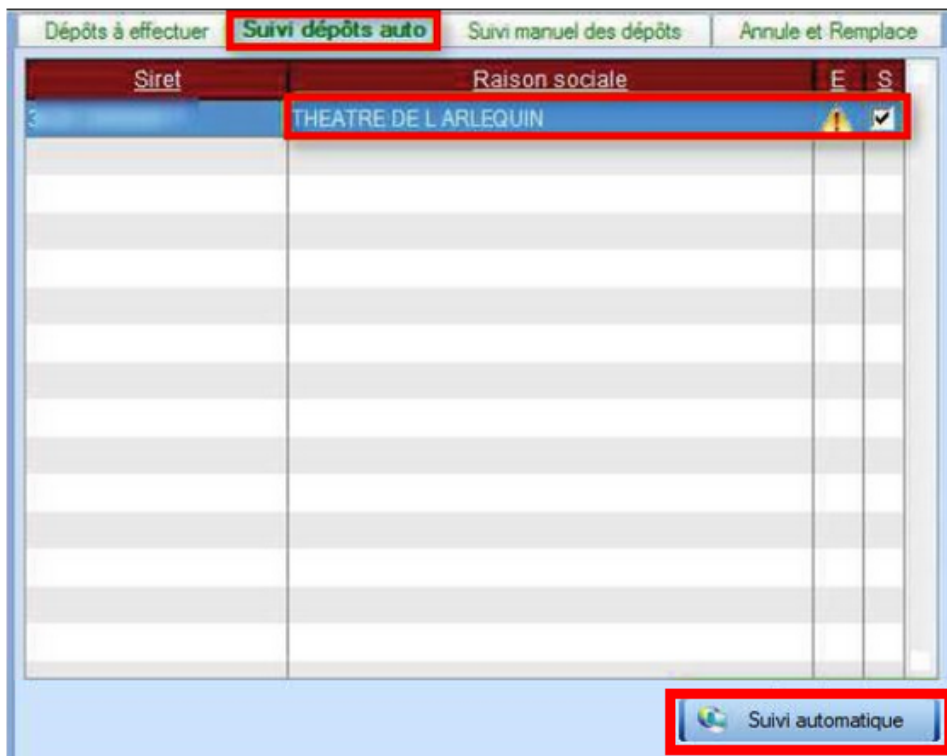 Dépôts à effectuer Suivi dépôts auto Suivi manuel des dépôts Annule et Remplace
Siret Raison sociale E S
3 THEATRE DE L ARLEQUIN
Suivi automatique